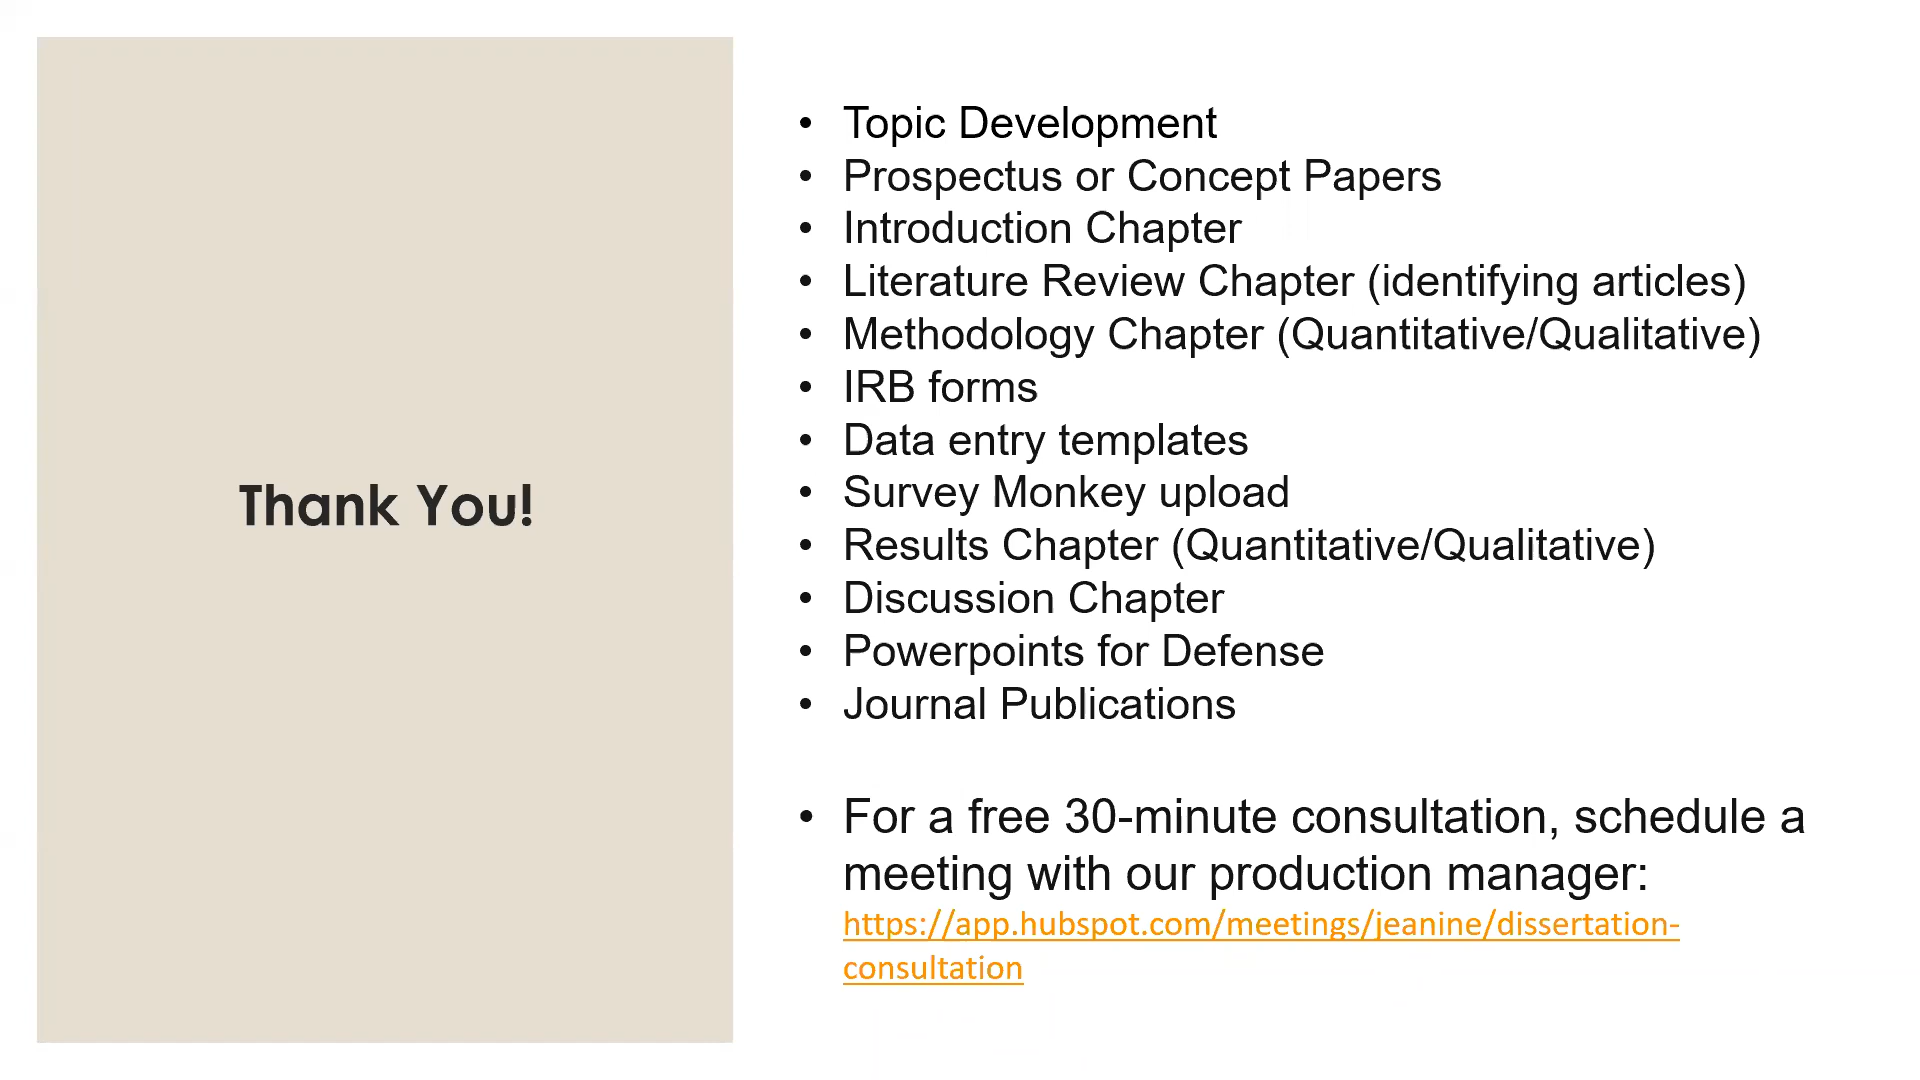 Thank You!
• Topic Development
• Prospectus or Concept Papers
• Introduction Chapter
• Literature Review Chapter (identifying articles)
• Methodology Chapter (Quantitative/Qualitative)
• IRB forms
• Data entry templates
• Survey Monkey upload
• Results Chapter (Quantitative/Qualitative)
• Discussion Chapter
• Powerpoints for Defense
• Journal Publications
• For a free 30-minute consultation, schedule a
meeting with our production manager:
https://app.hubspot.com/meetings/jeanine/dissertation-
consultation